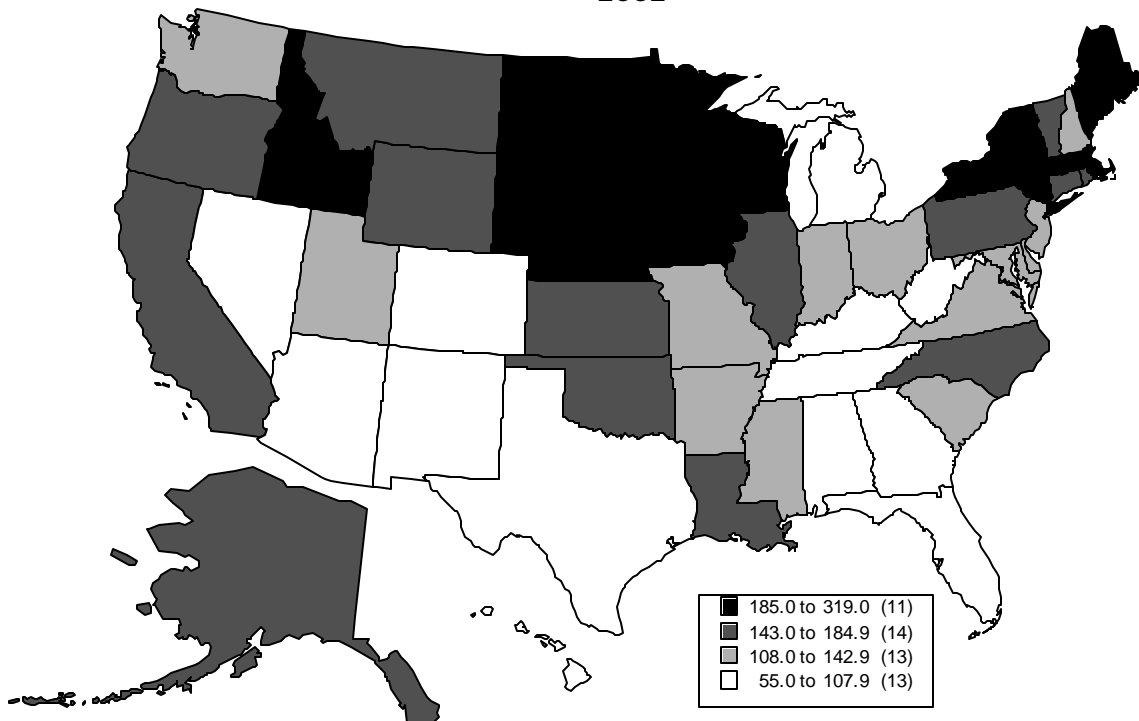 185.0 to 319.0 (11)
143.0 to 184.9 (14)
108.0 to 142.9 (13)
55.0 to 107.9 (13)